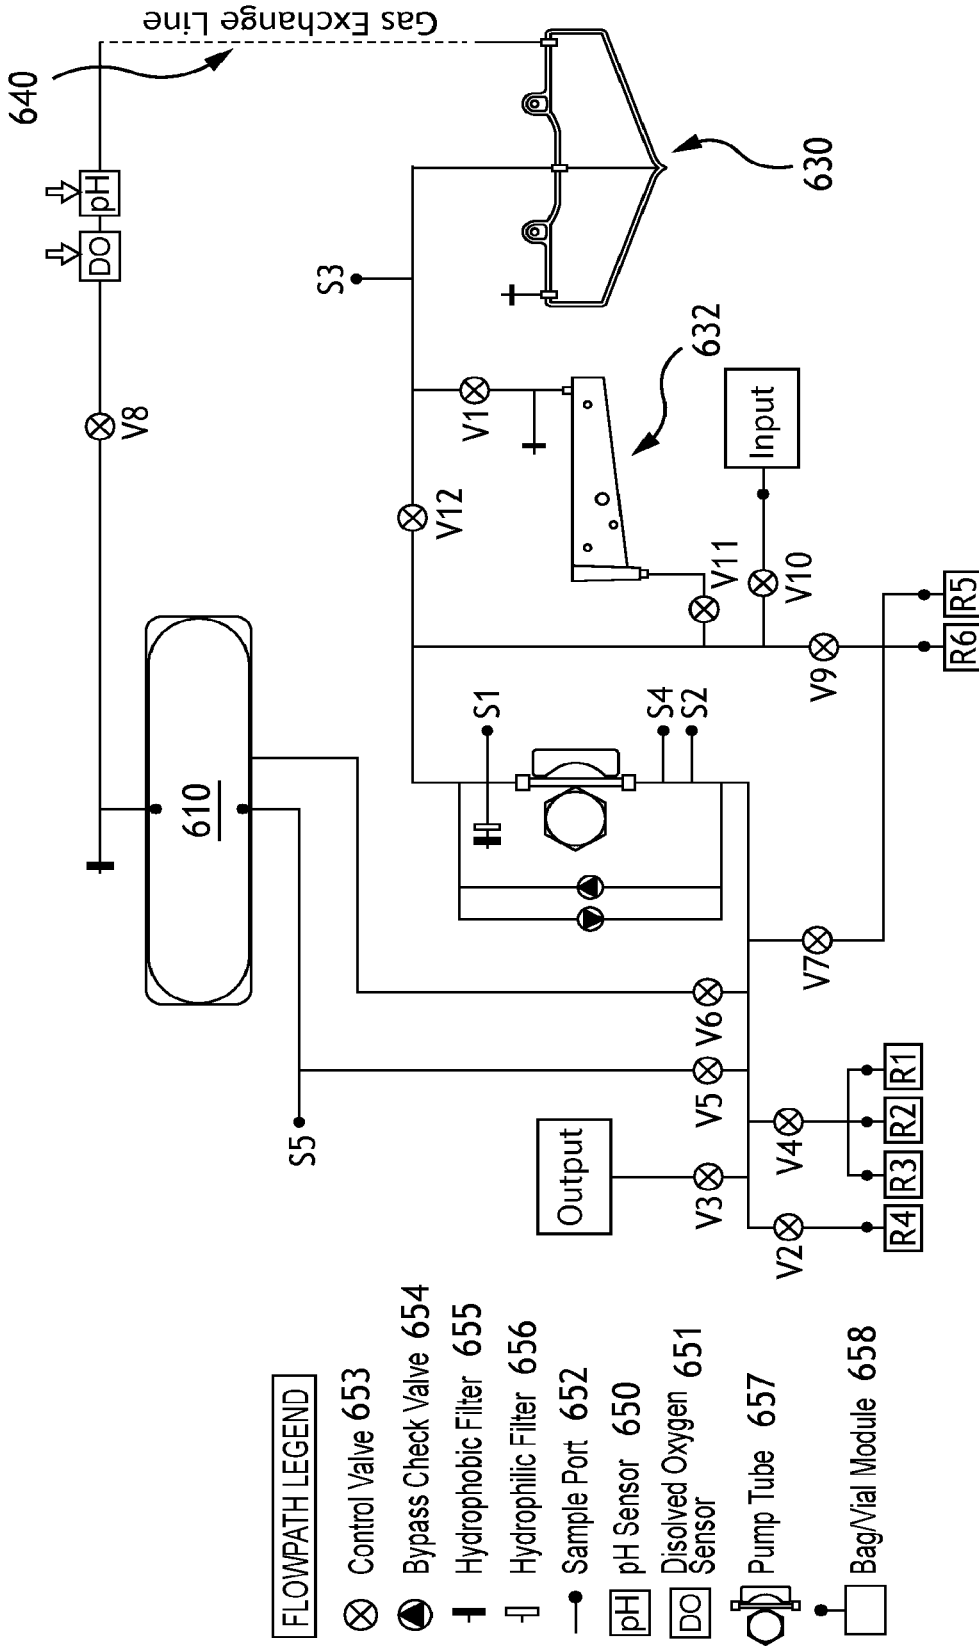 FLOWPATH LEGEND
Control Valve 653
Bypass Check Valve 654
Hydrophobic Filter 655
Hydrophilic Filter 656
Sample Port 652
pH
pH Sensor 650
DO
Disolved Oxygen 651
Sensor
Pump Tube 657
Bag/Vial Module 658
640
Gas Exchange Line
pH
DO
V8
610
S5
S3
630
V1
632
V12
Input
V11
V10
S1
S4
S2
V9
R5
R6
V7
V6
V5
Output
V3
V4
V2
R1
R2
R3
R4